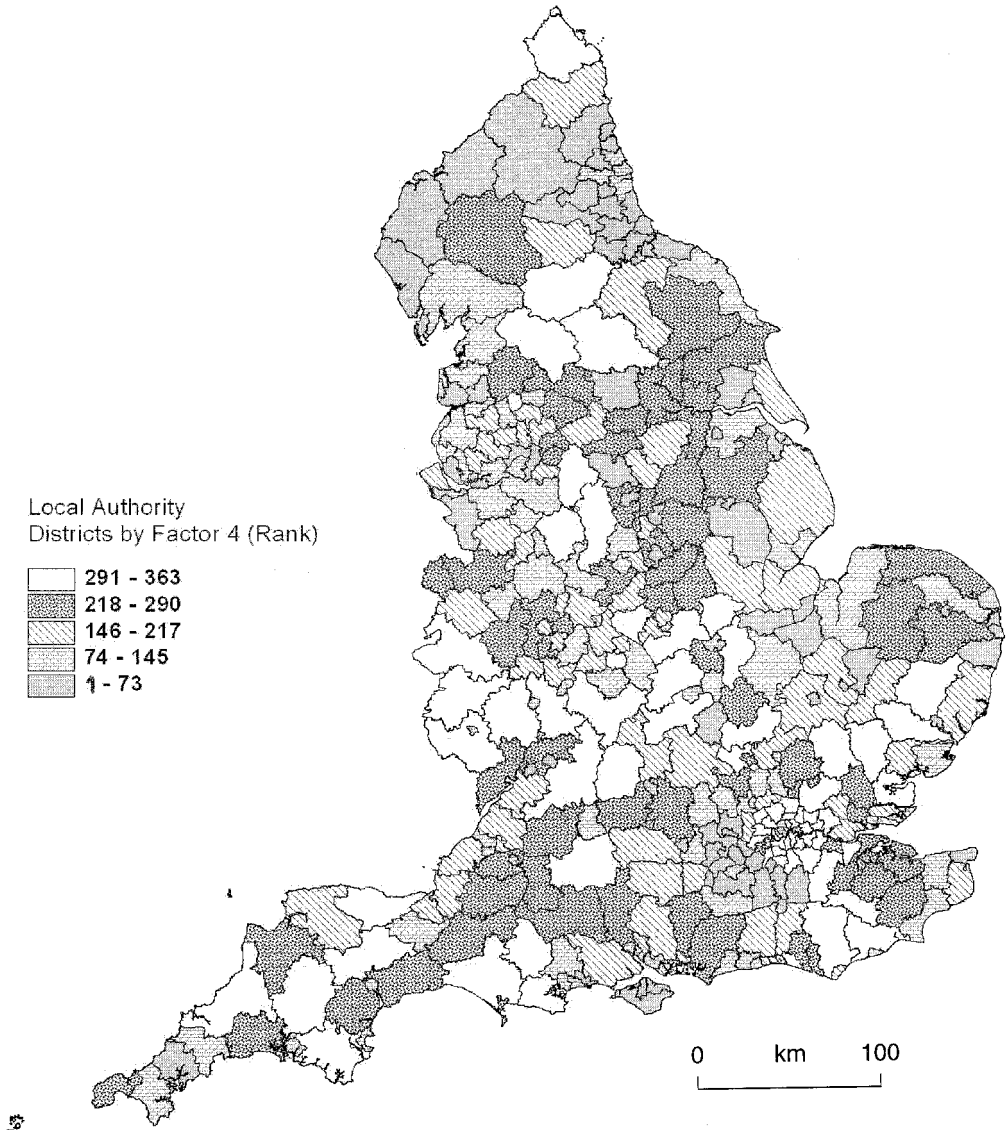 Local Authority
Districts by Factor 4 (Rank)
291 - 363
218 - 290
146 - 217
74 - 145
1 - 73
0 km 100